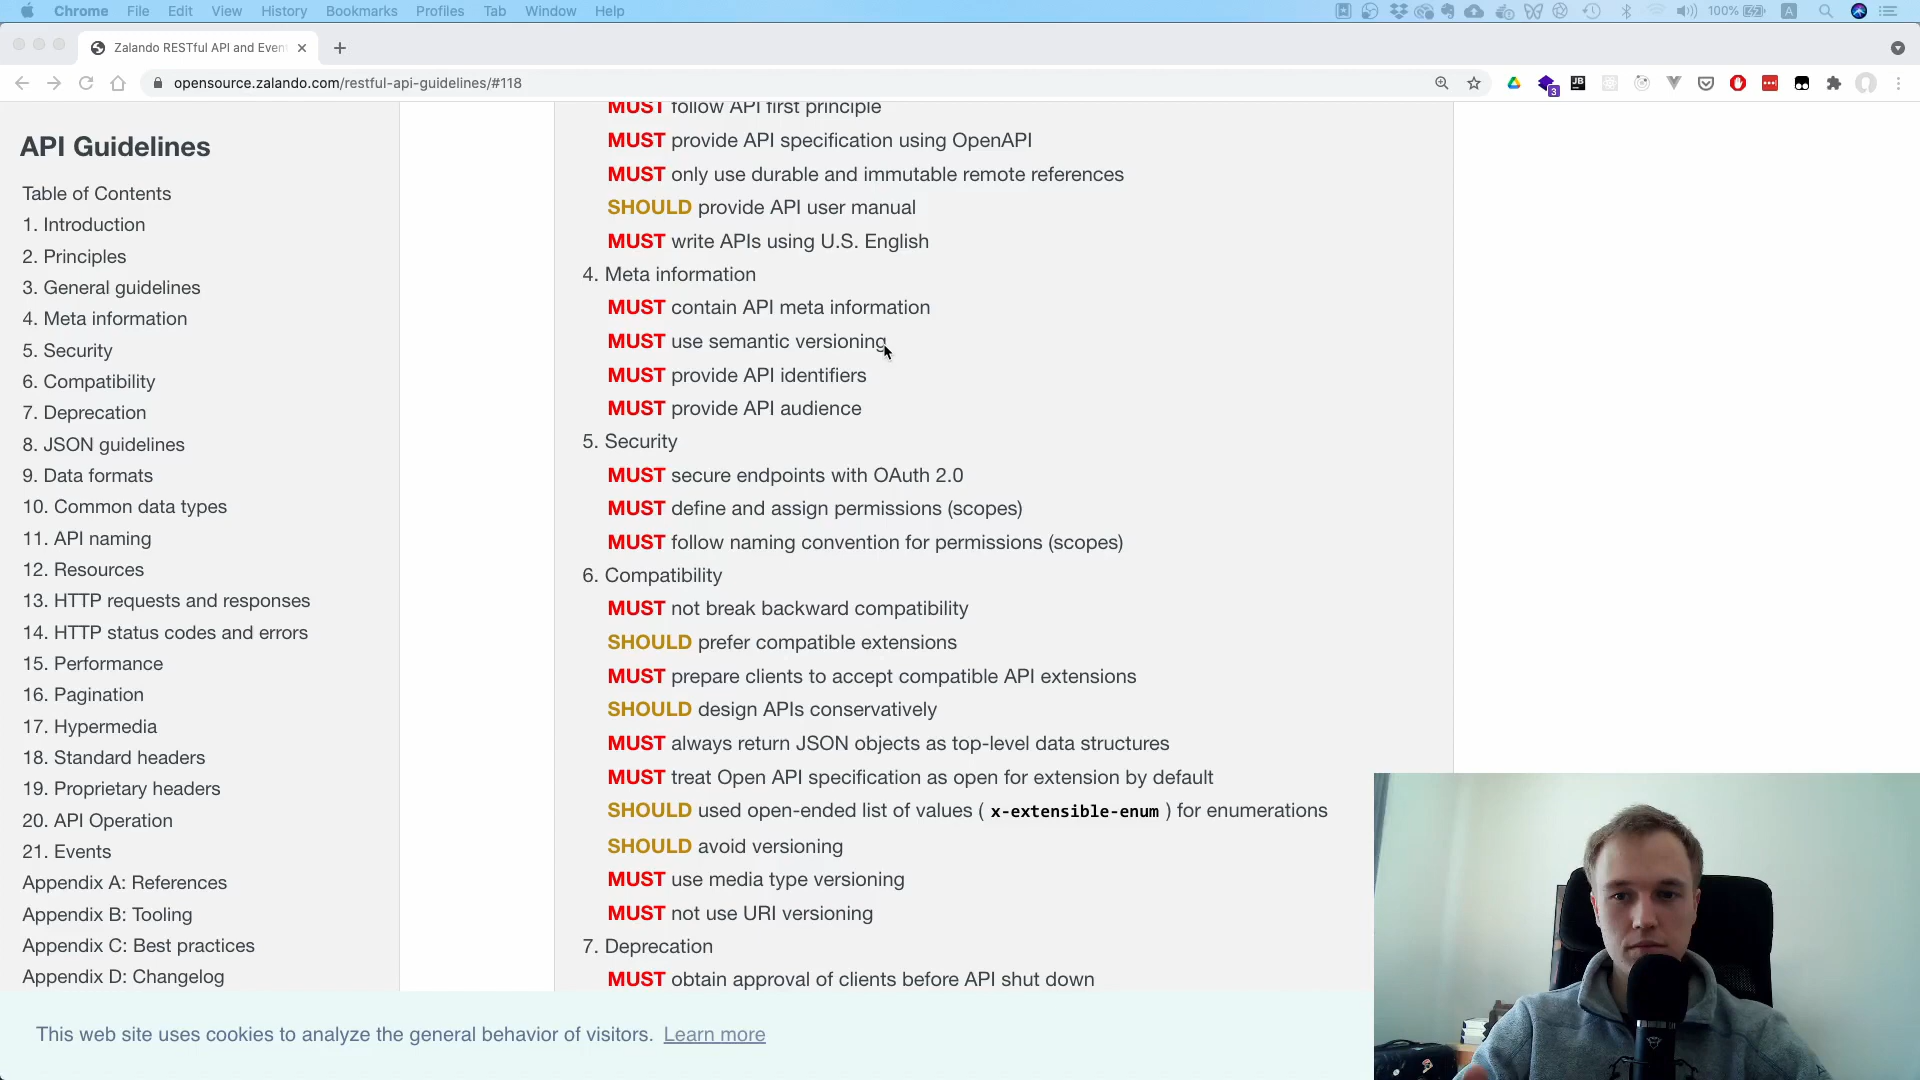 Chrome File Edit View History Bookmarks Profiles Tab Window Help
100%
A
Zalando RESTful API and Even
opensource.zalando.com/restful-api-guidelines/#118
3
JB
API Guidelines
Table of Contents
1. Introduction
2. Principles
3. General guidelines
4. Meta information
5. Security
6. Compatibility
7. Deprecation
8. JSON guidelines
9. Data formats
10. Common data types
11. API naming
12. Resources
13. HTTP requests and responses
14. HTTP status codes and errors
15. Performance
16. Pagination
17. Hypermedia
18. Standard headers
19. Proprietary headers
20. API Operation
21. Events
Appendix A: References
Appendix B: Tooling
Appendix C: Best practices
Appendix D: Changelog
MUST follow API first principle
MUST provide API specification using OpenAPI
MUST only use durable and immutable remote references
SHOULD provide API user manual
MUST write APIs using U.S. English
4. Meta information
MUST contain API meta information
MUST use semantic versioning
MUST provide API identifiers
MUST provide API audience
5. Security
MUST secure endpoints with OAuth 2.0
MUST define and assign permissions (scopes)
MUST follow naming convention for permissions (scopes)
6. Compatibility
MUST not break backward compatibility
SHOULD prefer compatible extensions
MUST prepare clients to accept compatible API extensions
SHOULD design APIs conservatively
MUST always return JSON objects as top-level data structures
MUST treat Open API specification as open for extension by default
SHOULD used open-ended list of values ( x-extensible-enum ) for enumerations
SHOULD avoid versioning
MUST use media type versioning
MUST not use URI versioning
7. Deprecation
MUST obtain approval of clients before API shut down
This web site uses cookies to analyze the general behavior of visitors. Learn more